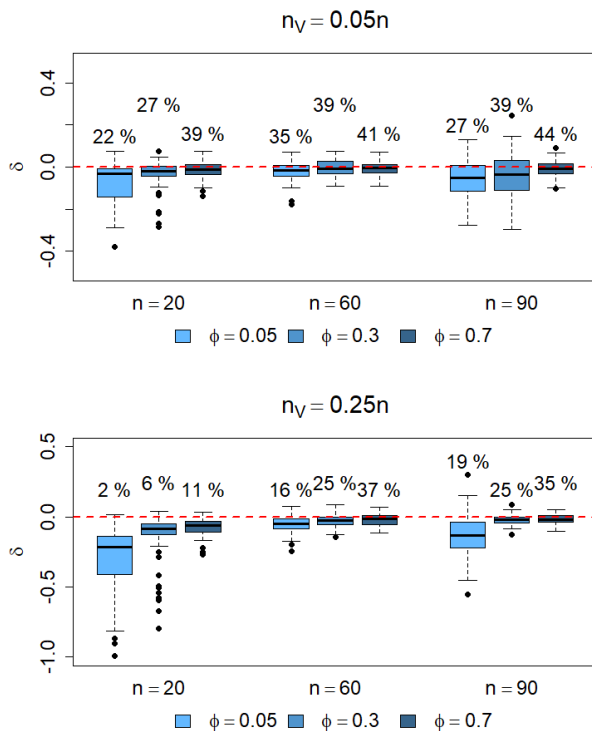 n_V = 0.05n
0.4
0.0
-0.4
δ
22 %
27 %
39 %
35 %
39 %
41 %
27 %
39 %
44 %
n = 20
n = 60
n = 90
ϕ = 0.05
ϕ = 0.3
ϕ = 0.7
n_V = 0.25n
0.5
0.0
-0.5
-1.0
δ
2 %
6 %
11 %
16 %
25 %
37 %
19 %
25 %
35 %
n = 20
n = 60
n = 90
ϕ = 0.05
ϕ = 0.3
ϕ = 0.7